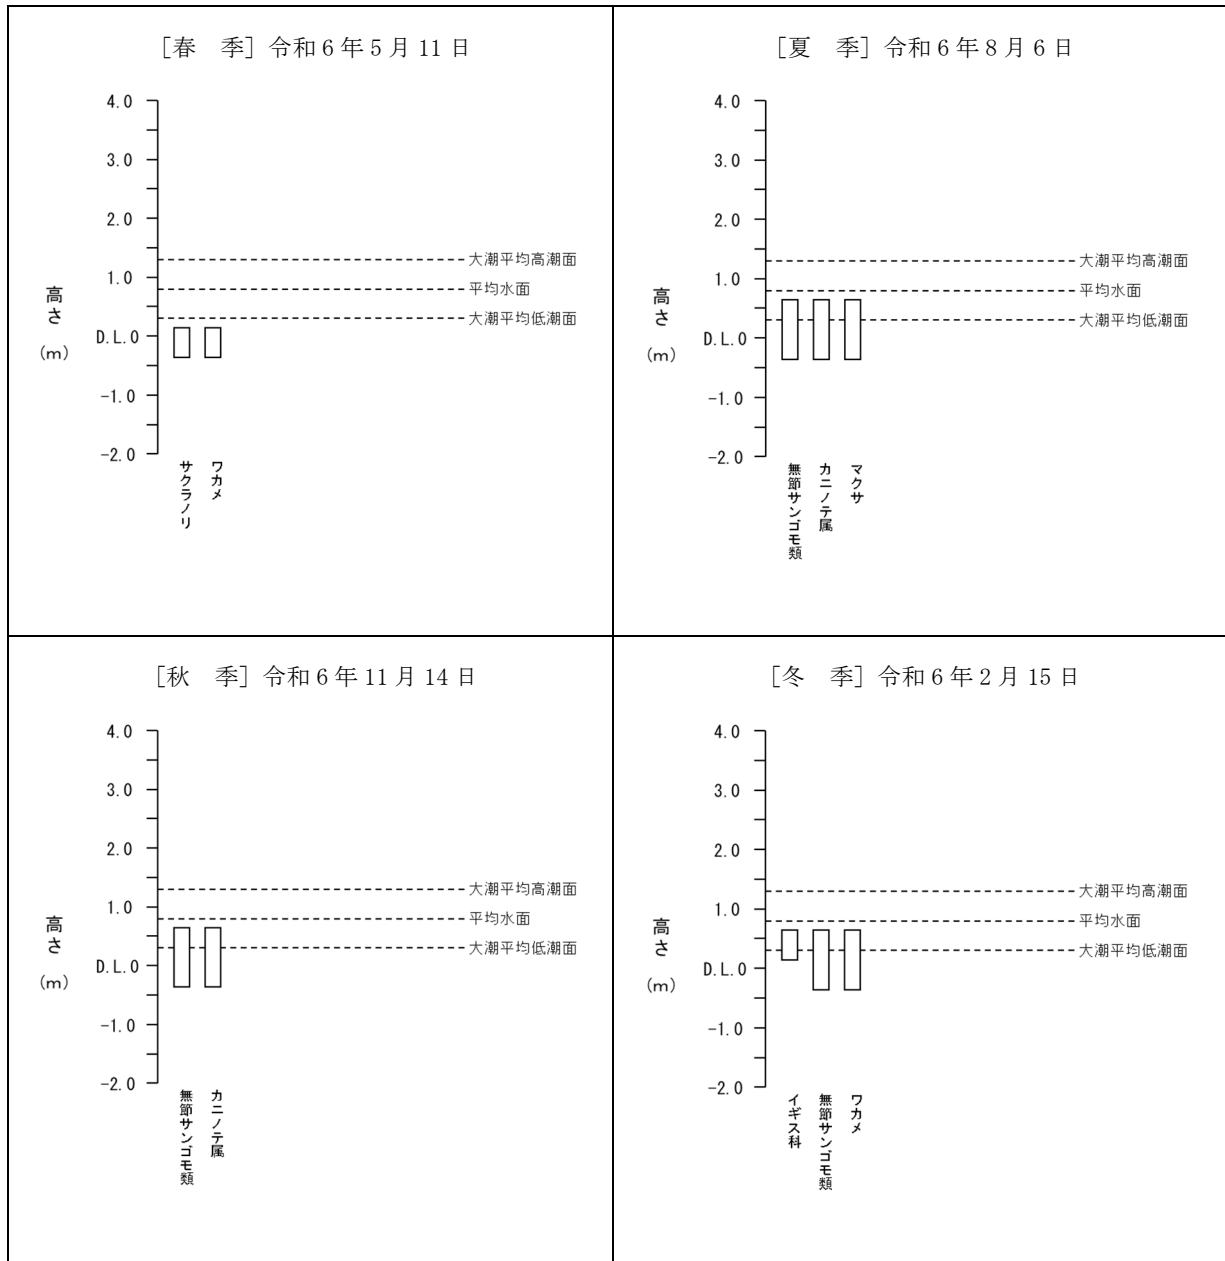 [春　季] 令和6年5月11日
4.0
3.0
2.0
1.0
D.L.0
-1.0
-2.0
高さ
(m)
大潮平均高潮面
平均水面
大潮平均低潮面
サクラノリ
ワカメ
[夏　季] 令和6年8月6日
4.0
3.0
2.0
1.0
D.L.0
-1.0
-2.0
高さ
(m)
大潮平均高潮面
平均水面
大潮平均低潮面
無節サンゴモ類
カニノテ属
マクサ
[秋　季] 令和6年11月14日
4.0
3.0
2.0
1.0
D.L.0
-1.0
-2.0
高さ
(m)
大潮平均高潮面
平均水面
大潮平均低潮面
無節サンゴモ類
カニノテ属
[冬　季] 令和6年2月15日
4.0
3.0
2.0
1.0
D.L.0
-1.0
-2.0
高さ
(m)
大潮平均高潮面
平均水面
大潮平均低潮面
イギス科
無節サンゴモ類
ワカメ